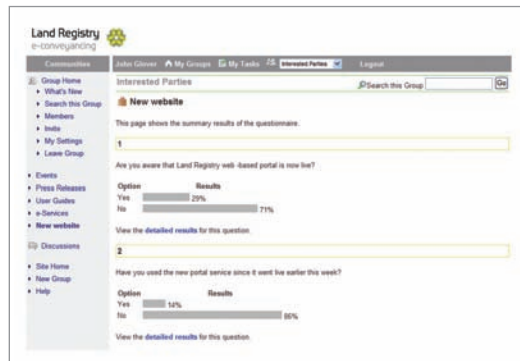 Land Registry
e-conveyancing
Communities
John Glover My Groups My Tasks Interested Parties Logout
Group Home
What's New
Search this Group
Members
Invite
My Settings
Leave Group
Events
Press Releases
User Guides
e-Services
New website
Discussions
Site Home
New Group
Help
Interested Parties
Search this Group Go
New website
This page shows the summary results of the questionnaire.
1
Are you aware that Land Registry web -based portal is now live?
Option Results
Yes 29%
No 71%
View the detailed results for this question.
2
Have you used the new portal service since it went live earlier this week?
Option Results
Yes 14%
No 86%
View the detailed results for this question.